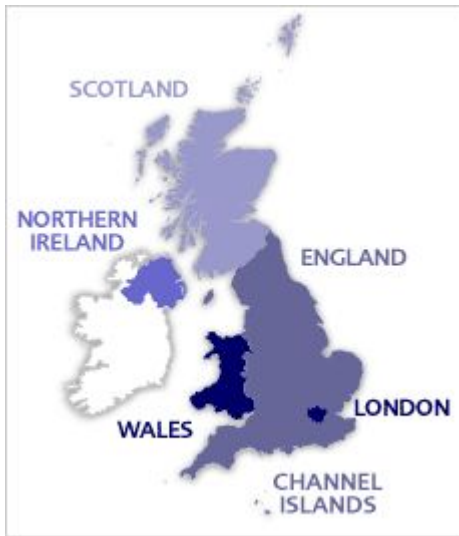 SCOTLAND
NORTHERN
IRELAND
ENGLAND
WALES
LONDON
CHANNEL
ISLANDS